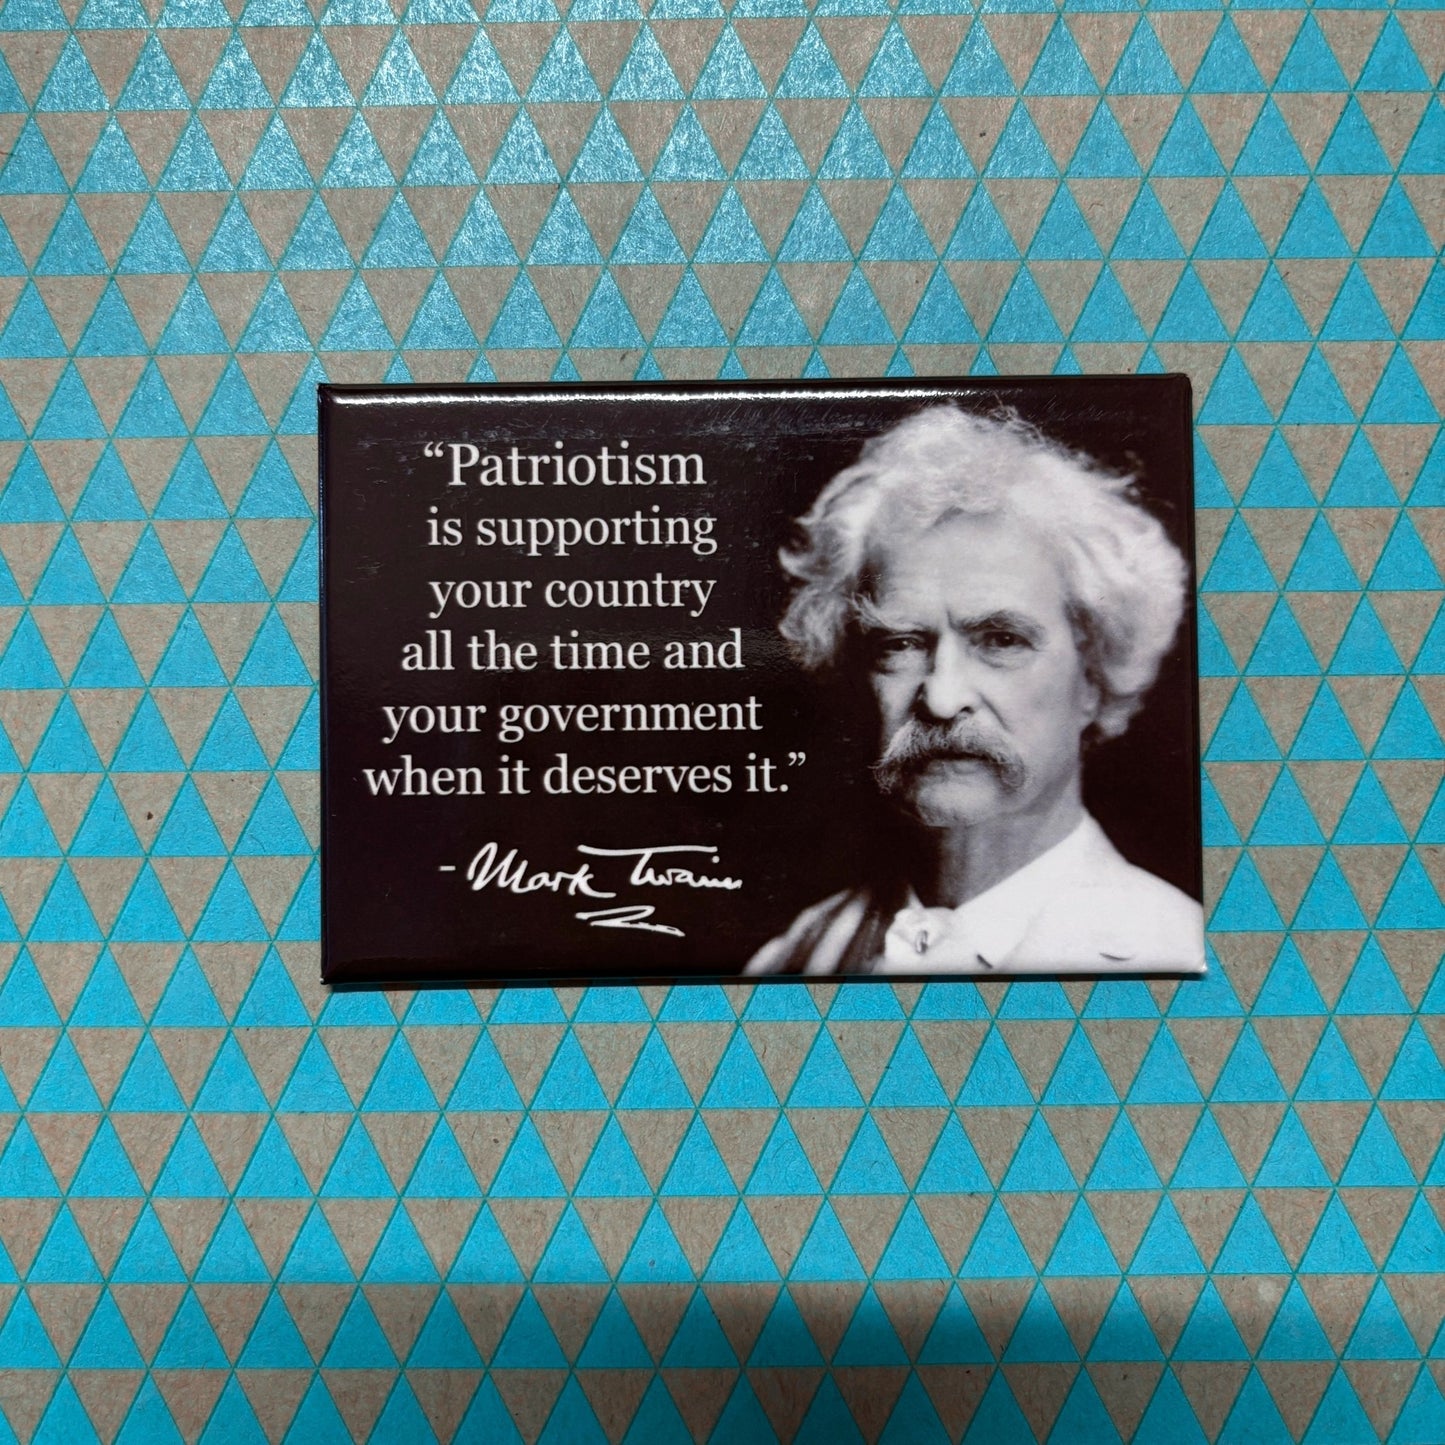 “Patriotism
is supporting
your country
all the time and
your government
when it deserves it.”
- Mark Twain